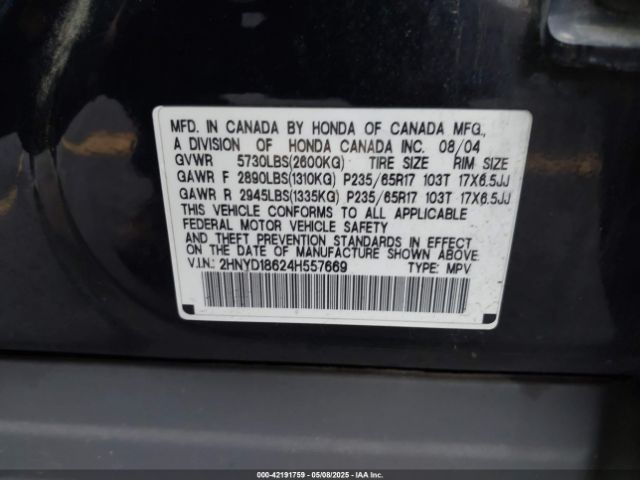 MFD. IN CANADA BY HONDA OF CANADA MFG.,
A DIVISION OF HONDA CANADA INC. 08/04
GVWR 5730LBS(2600KG) TIRE SIZE RIM SIZE
GAWR F 2890LBS(1310KG) P235/65R17 103T 17X6.5JJ
GAWR R 2945LBS(1335KG) P235/65R17 103T 17X6.5JJ
THIS VEHICLE CONFORMS TO ALL APPLICABLE
FEDERAL MOTOR VEHICLE SAFETY
AND THEFT PREVENTION STANDARDS IN EFFECT
ON THE DATE OF MANUFACTURE SHOWN ABOVE.
V.I.N.: 2HNYD18624H557669 TYPE: MPV
000-42191759 - 05/08/2025 - IAA Inc.